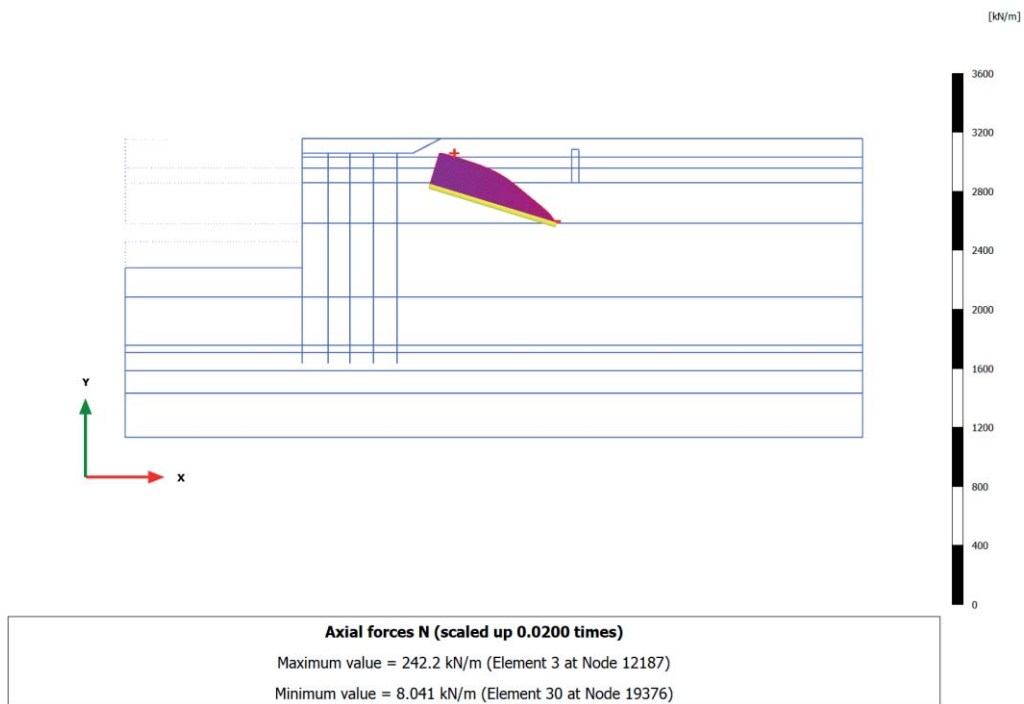 [kN/m]
3600
3200
2800
2400
2000
1600
1200
800
400
0
Y
X
Axial forces N (scaled up 0.0200 times)
Maximum value = 242.2 kN/m (Element 3 at Node 12187)
Minimum value = 8.041 kN/m (Element 30 at Node 19376)